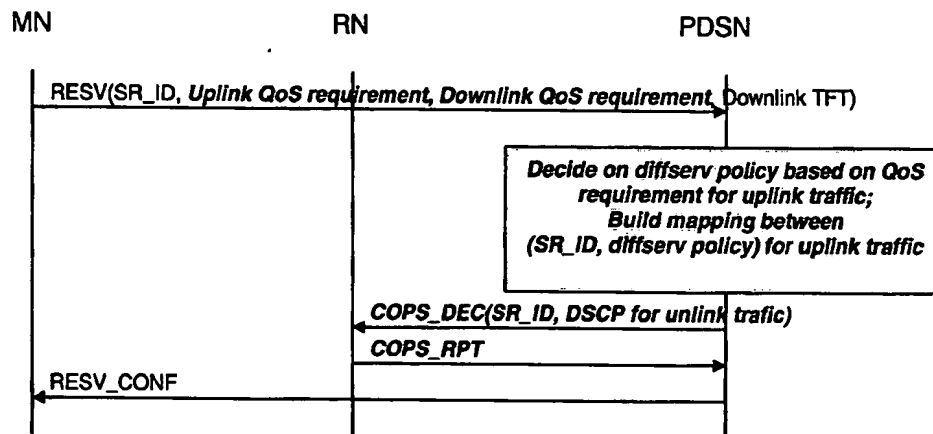 MN RN PDSN
RESV(SR_ID, Uplink QoS requirement, Downlink QoS requirement, Downlink TFT)
Decide on diffserv policy based on QoS
requirement for uplink traffic;
Build mapping between
(SR_ID, diffserv policy) for uplink traffic
COPS_DEC(SR_ID, DSCP for unlink trafic)
COPS_RPT
RESV_CONF